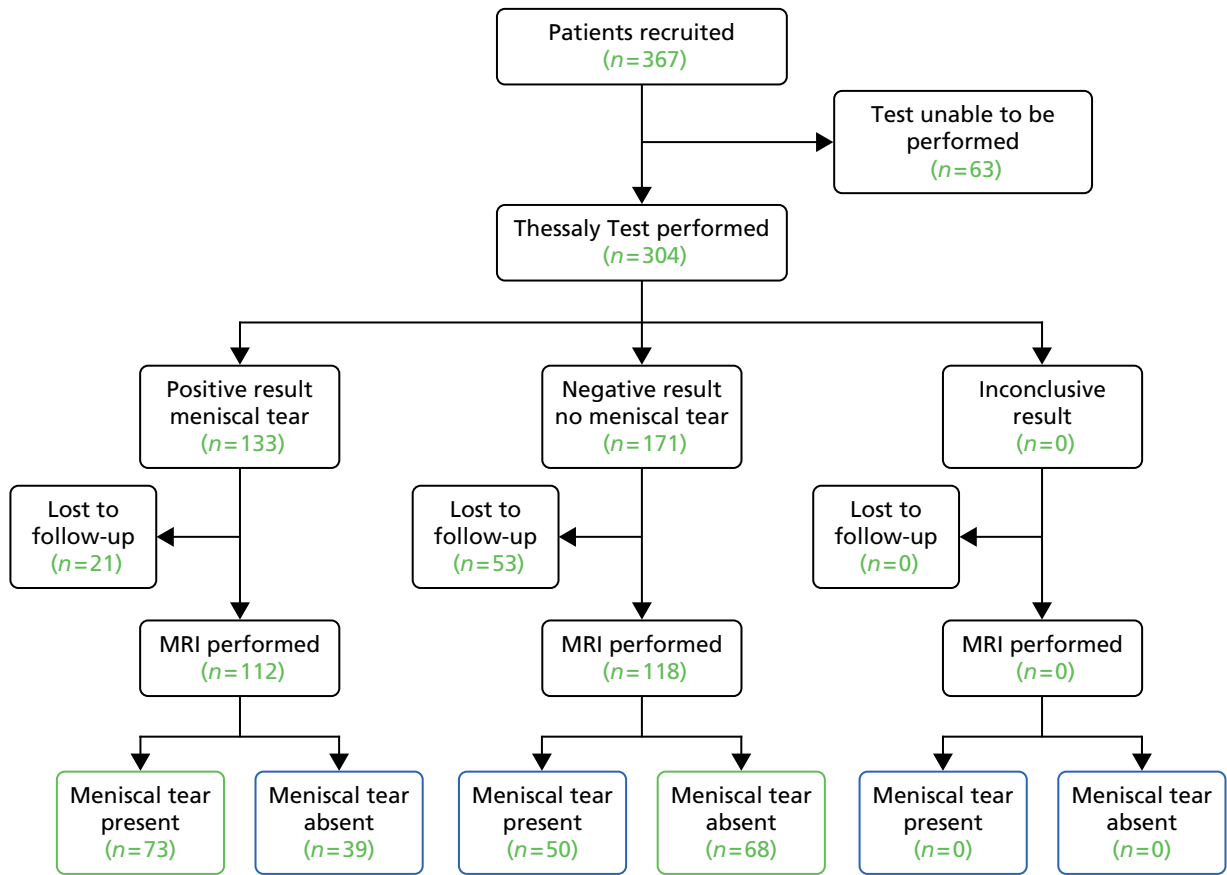 Patients recruited
(n=367)
Test unable to be
performed
(n=63)
Thessaly Test performed
(n=304)
Positive result
meniscal tear
(n=133)
Negative result
no meniscal tear
(n=171)
Inconclusive
result
(n=0)
Lost to
follow-up
(n=21)
Lost to
follow-up
(n=53)
Lost to
follow-up
(n=0)
MRI performed
(n=112)
MRI performed
(n=118)
MRI performed
(n=0)
Meniscal tear
present
(n=73)
Meniscal tear
absent
(n=39)
Meniscal tear
present
(n=50)
Meniscal tear
absent
(n=68)
Meniscal tear
present
(n=0)
Meniscal tear
absent
(n=0)